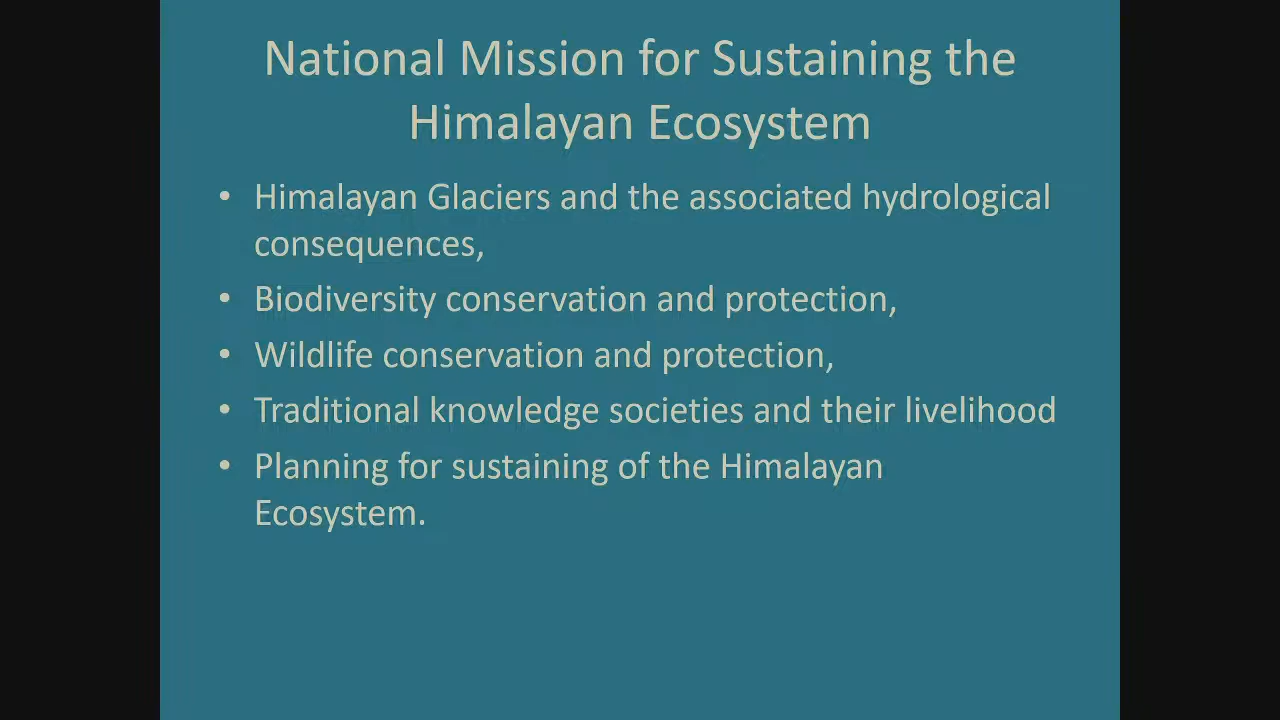 National Mission for Sustaining the
Himalayan Ecosystem
• Himalayan Glaciers and the associated hydrological
consequences,
• Biodiversity conservation and protection,
• Wildlife conservation and protection,
• Traditional knowledge societies and their livelihood
• Planning for sustaining of the Himalayan
Ecosystem.